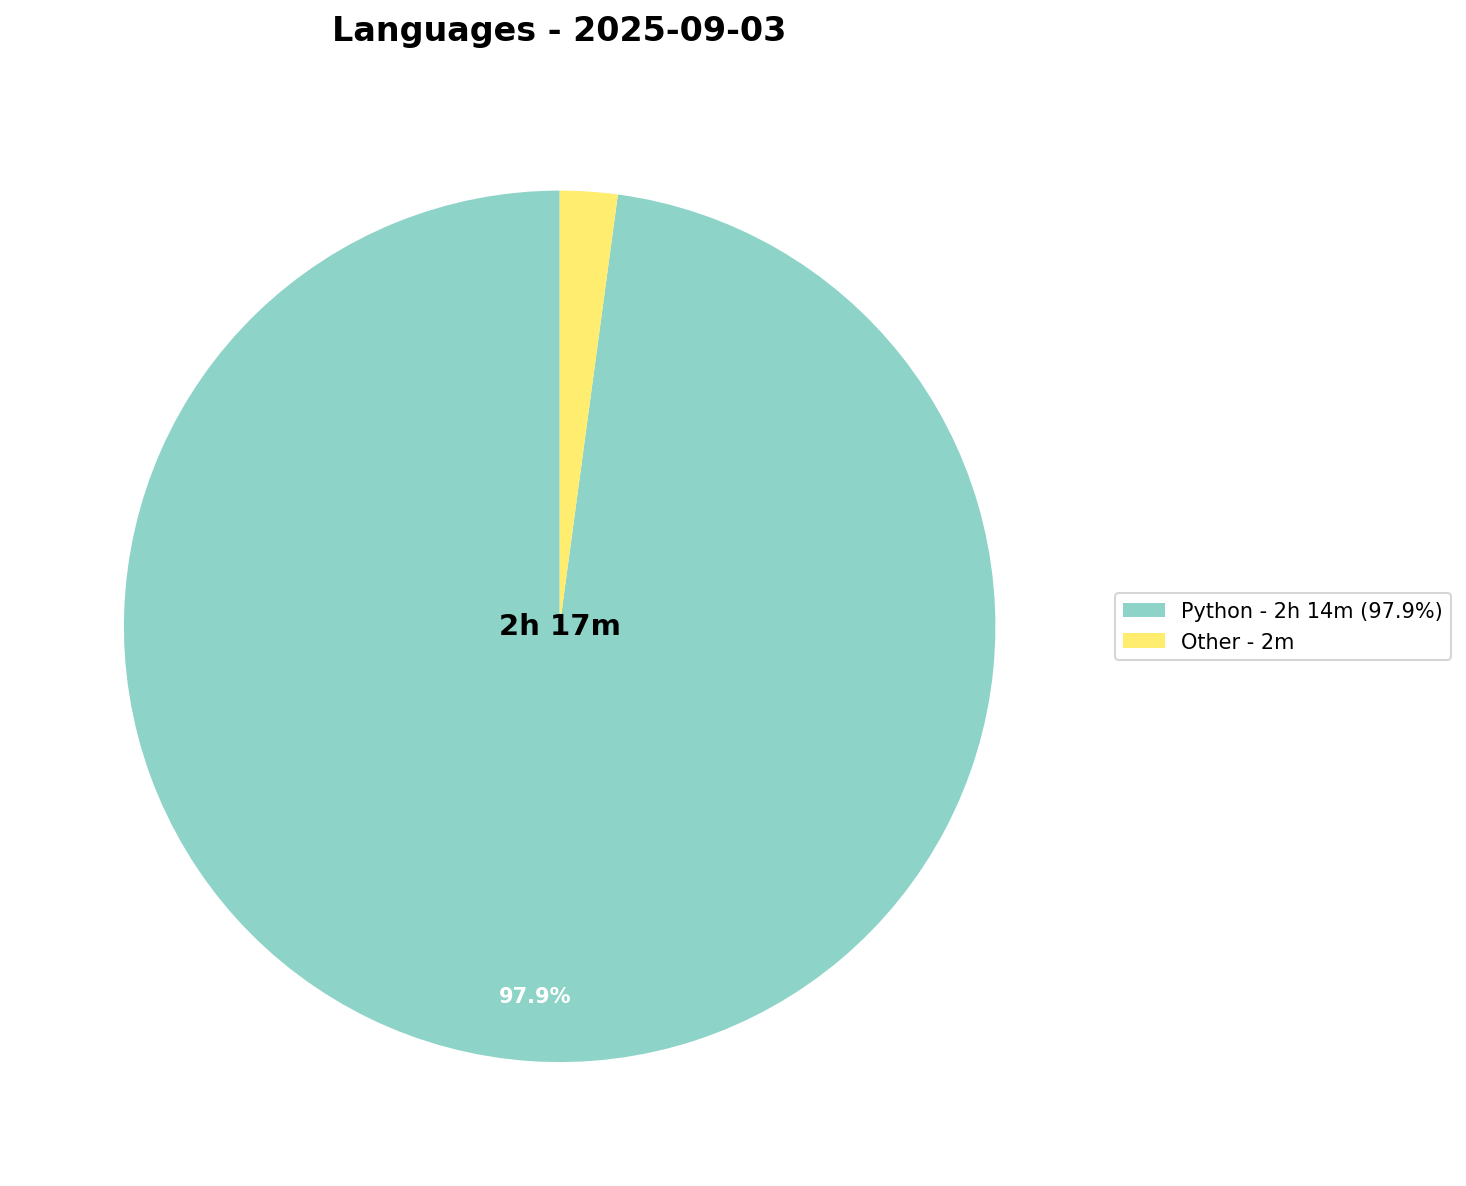 Languages - 2025-09-03
2h 17m
Python - 2h 14m (97.9%)
Other - 2m
97.9%